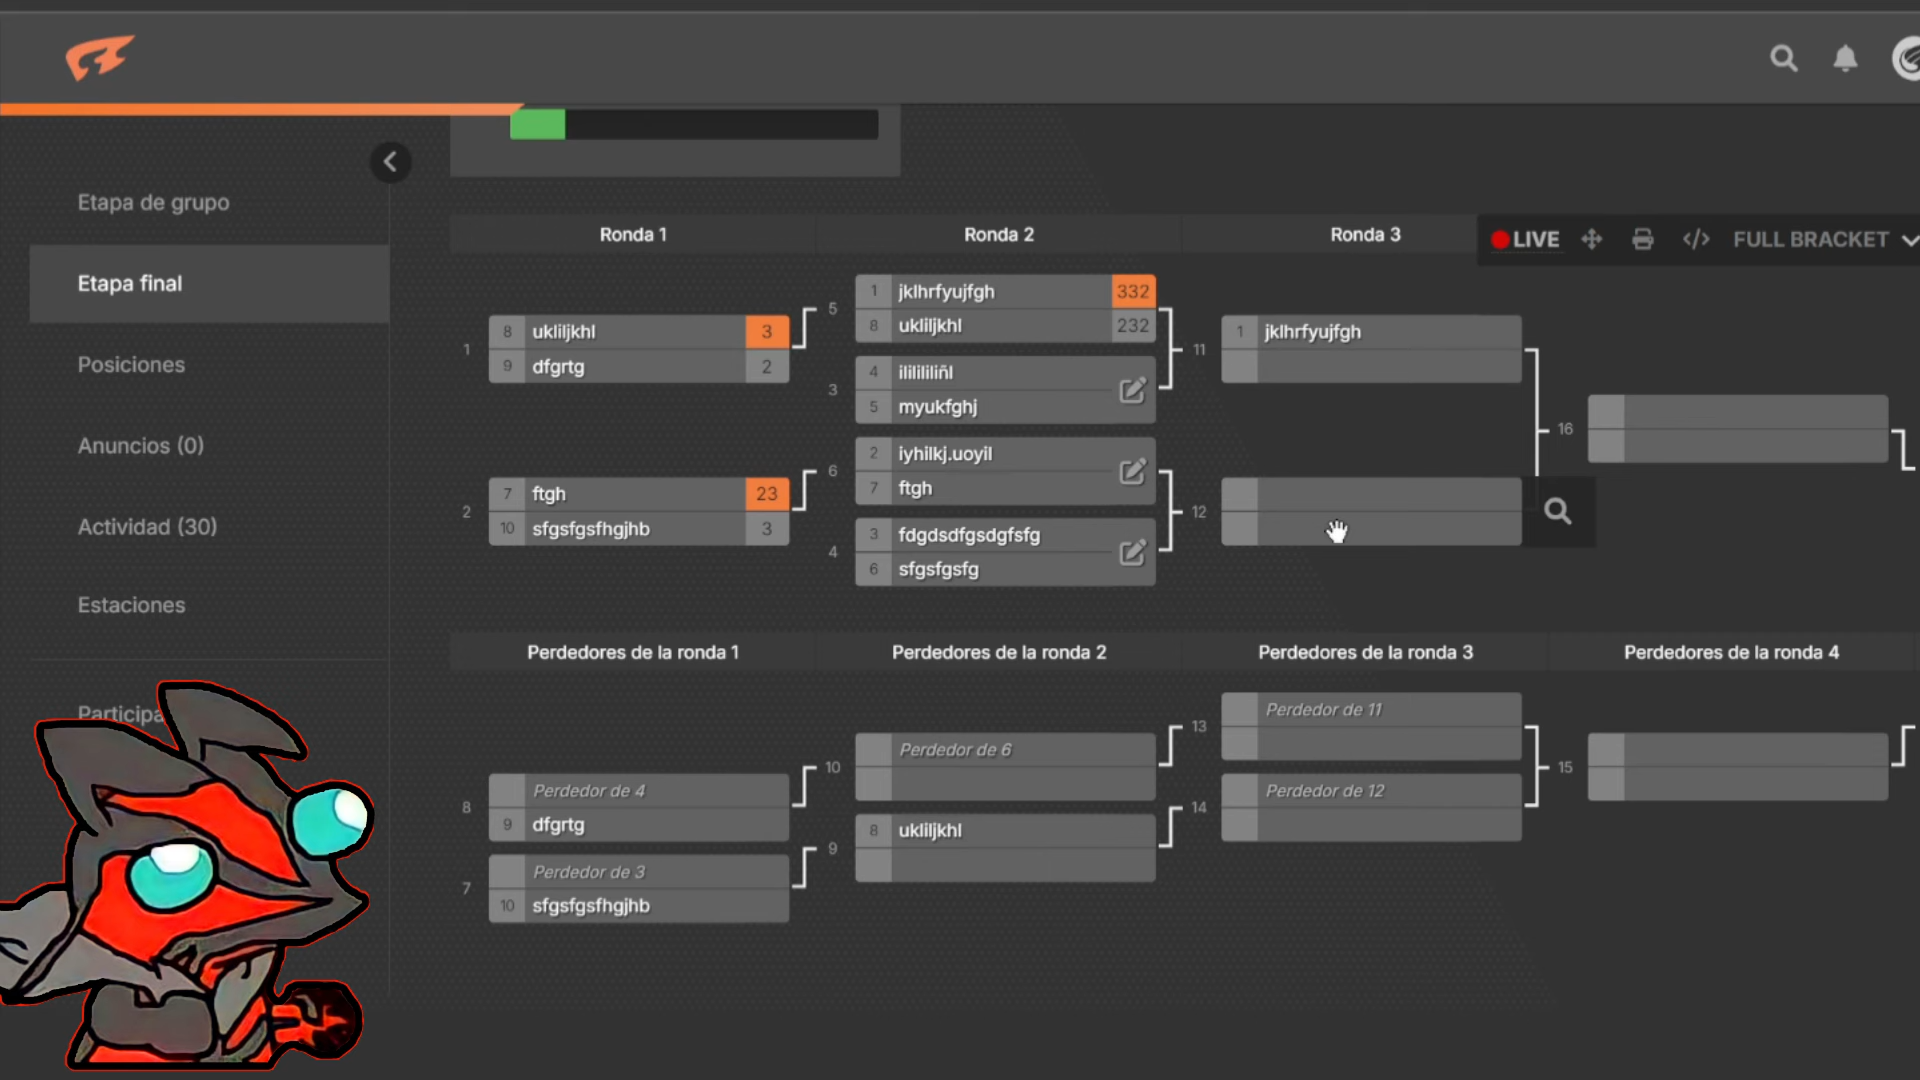 Etapa de grupo
Etapa final
Posiciones
Anuncios (0)
Actividad (30)
Estaciones
Participa
Ronda 1
Ronda 2
Ronda 3
LIVE
</>
FULL BRACKET
1
8 ukliljkhl 3
9 dfgrtg 2
2
7 ftgh 23
10 sfgsfgsfhgjhb 3
5
1 jklhrfyujfgh 332
8 ukliljkhl 232
3
4 ililililiñl
5 myukfghj
6
2 iyhilkj.uoyil
7 ftgh
4
3 fdgdsdfgsdgfsfg
6 sfgsfgsfg
11
1 jklhrfyujfgh
12
16
Perdedores de la ronda 1
Perdedores de la ronda 2
Perdedores de la ronda 3
Perdedores de la ronda 4
8
Perdedor de 4
9 dfgrtg
7
Perdedor de 3
10 sfgsfgsfhgjhb
10
Perdedor de 6
9
8 ukliljkhl
13
Perdedor de 11
14
Perdedor de 12
15